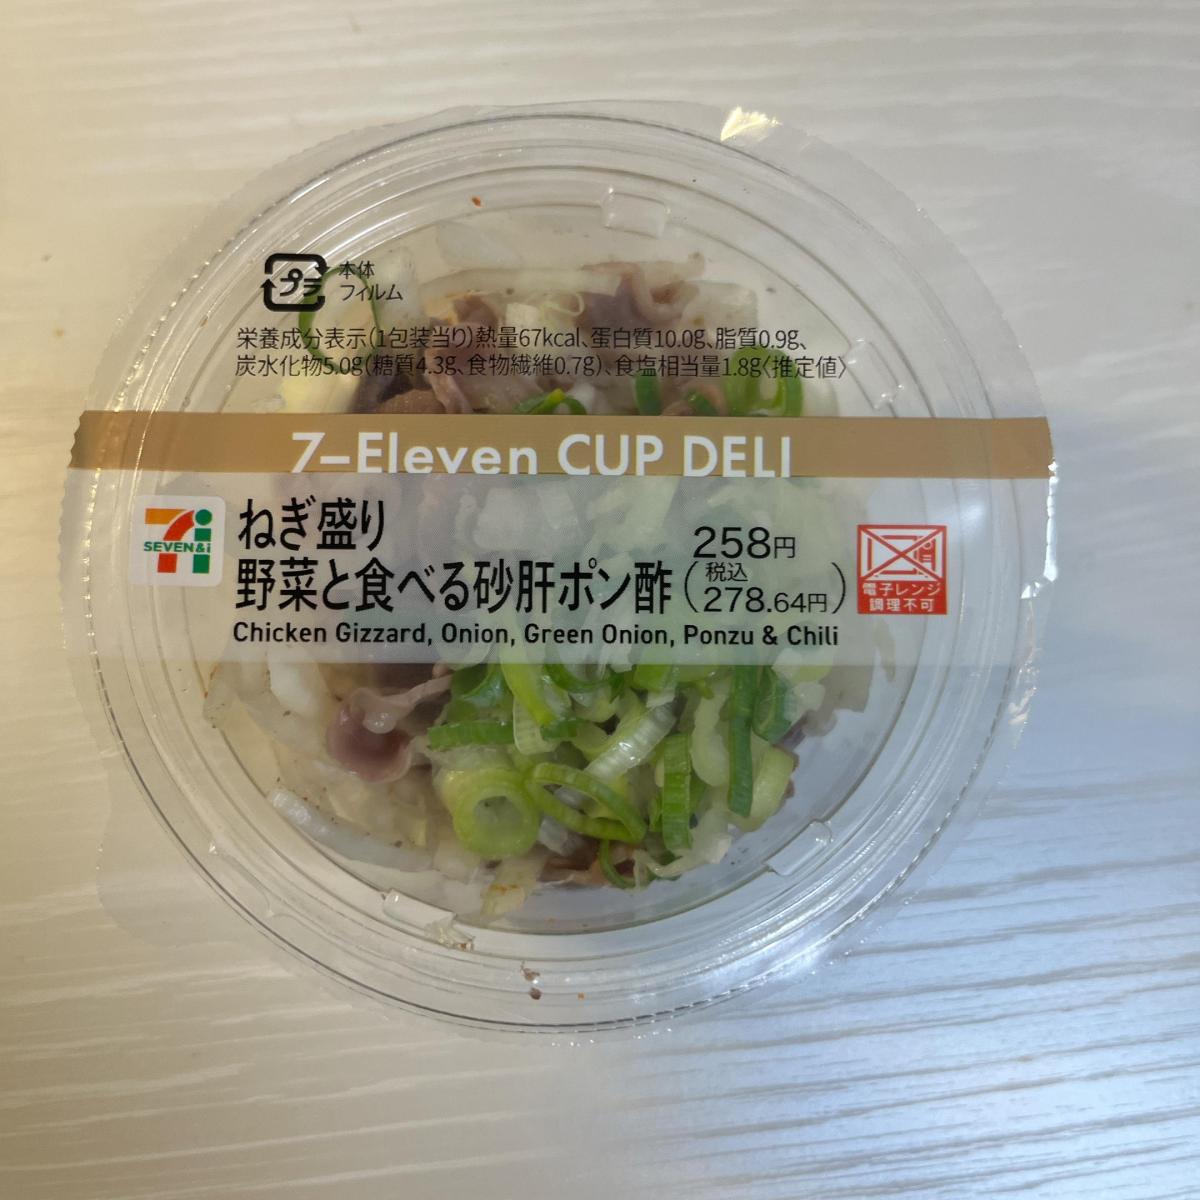 プラ
本体
フィルム
栄養成分表示(1包装当り)熱量67kcal、蛋白質10.0g、脂質0.9g、
炭水化物5.0g(糖質4.3g、食物繊維0.7g)、食塩相当量1.8g〈推定値〉
7-Eleven CUP DELI
SEVEN&i
ねぎ盛り
野菜と食べる砂肝ポン酢
258円
(税込
278.64円)
電子レンジ
調理不可
Chicken Gizzard, Onion, Green Onion, Ponzu & Chili